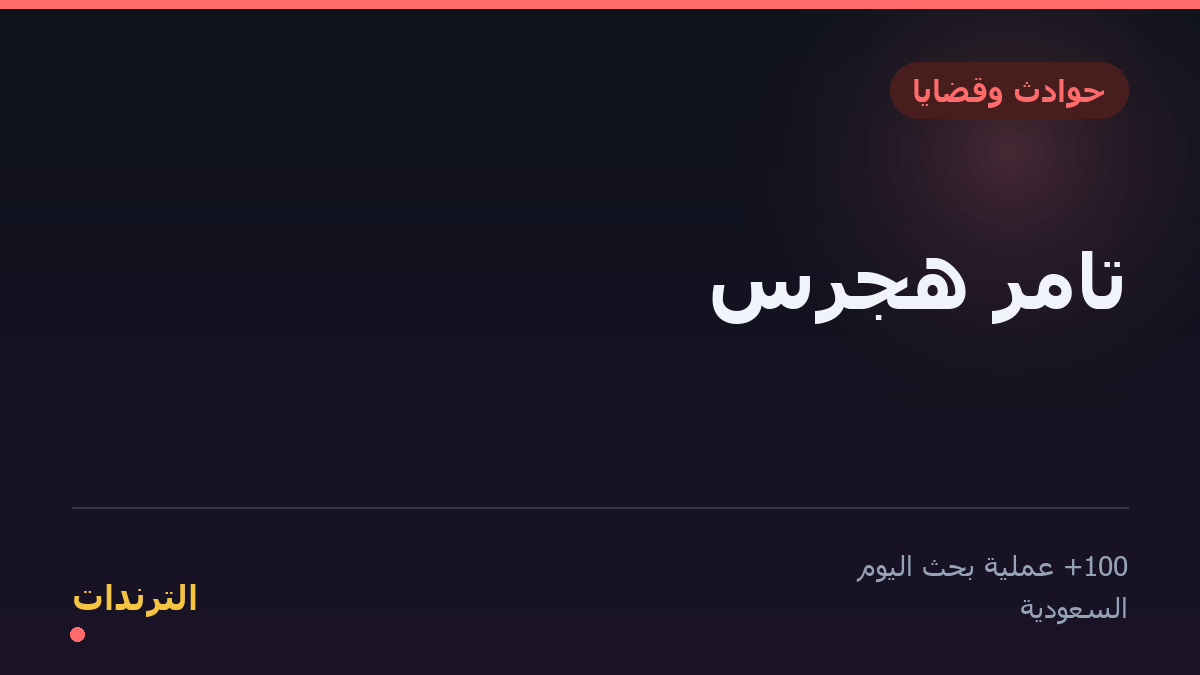 حوادث وقضايا
تامر هجرس
+100 عملية بحث اليوم
السعودية
الترندات